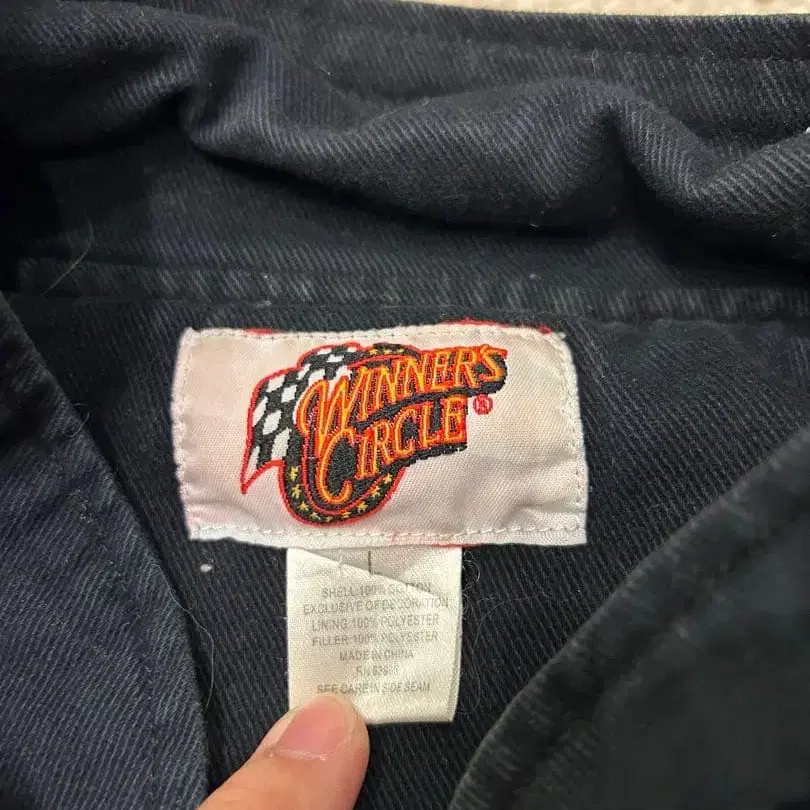 WINNER'S
CIRCLE ®
L
SHELL: 100% COTTON
EXCLUSIVE OF DECORATION
LINING: 100% POLYESTER
FILLER: 100% POLYESTER
MADE IN CHINA
RN
SEE CARE IN SIDE SEAM